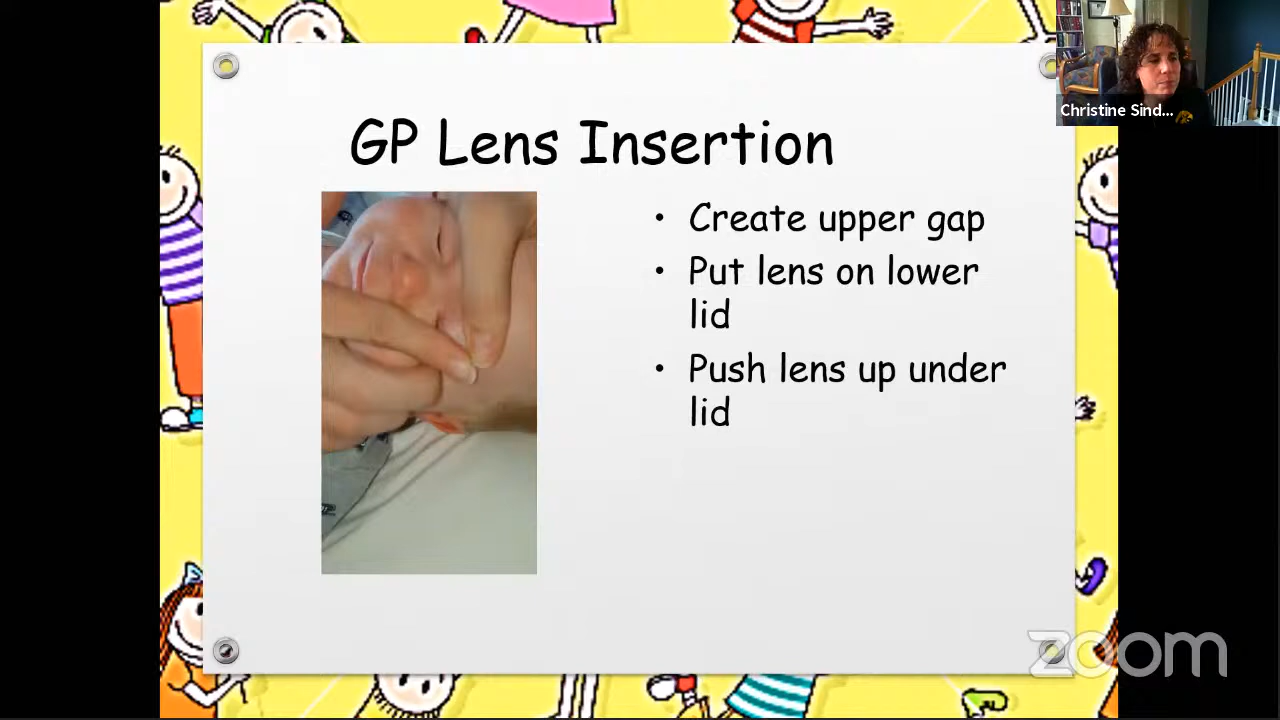 Christine Sind...
GP Lens Insertion
• Create upper gap
• Put lens on lower
lid
• Push lens up under
lid
zoom